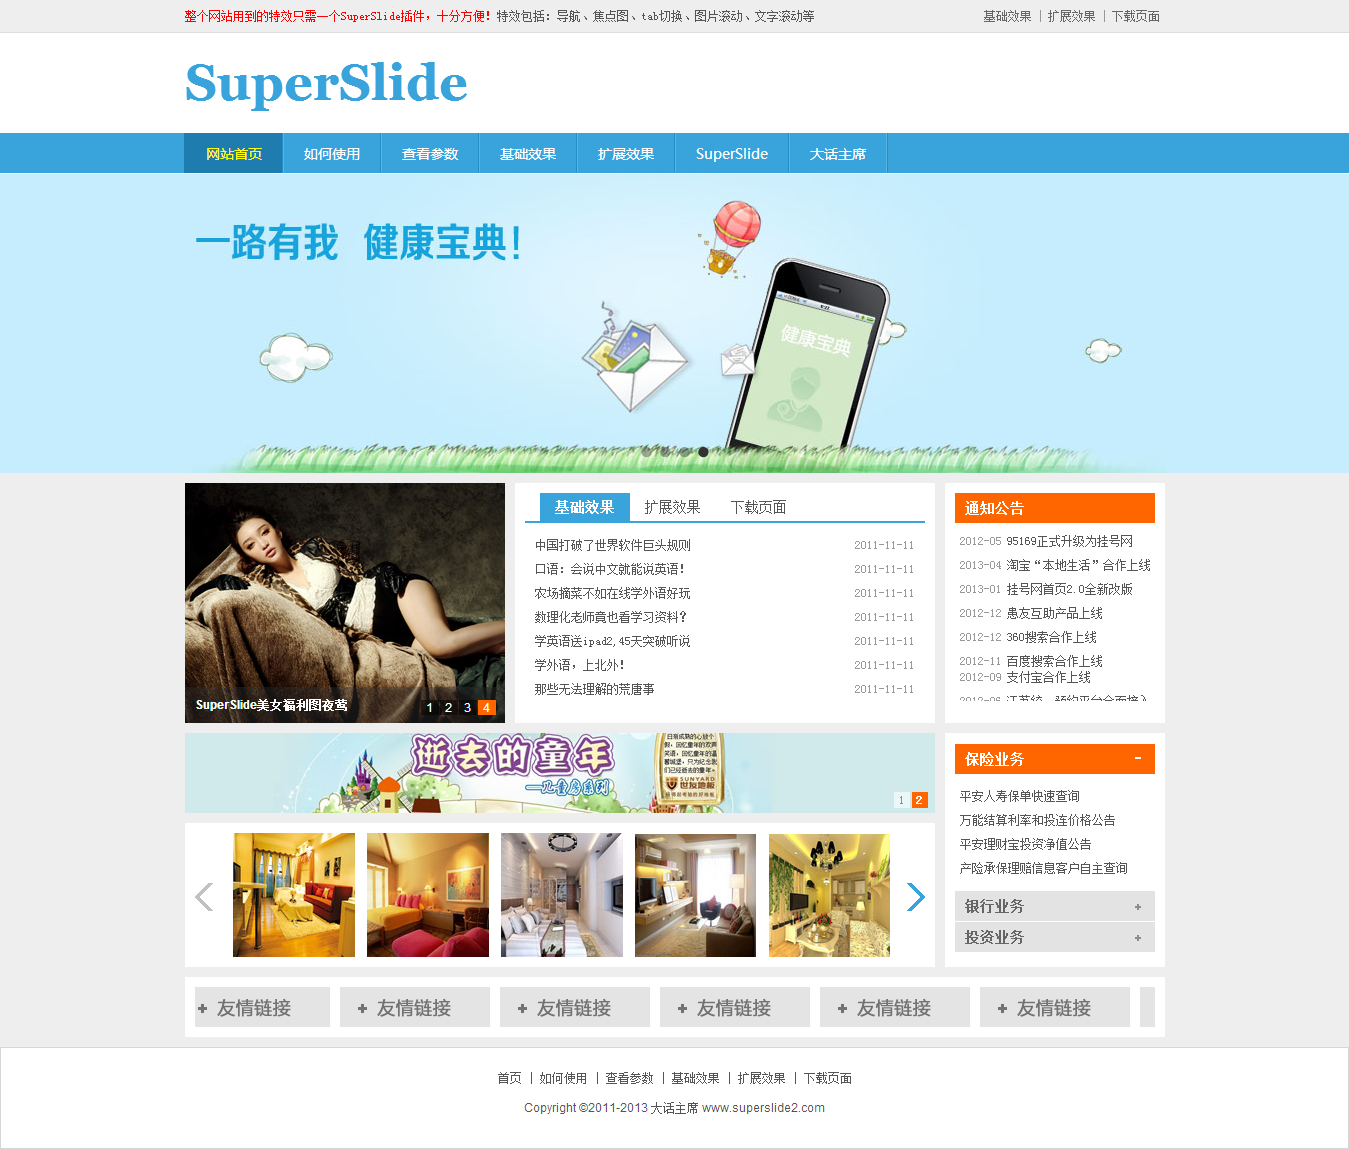 整个网站用到的特效只需一个SuperSlide插件，十分方便！特效包括：导航、焦点图、tab切换、图片滚动、文字滚动等
基础效果 | 扩展效果 | 下载页面
SuperSlide
网站首页 如何使用 查看参数 基础效果 扩展效果 SuperSlide 大话主席
一路有我 健康宝典！
健康宝典
SuperSlide美女福利图夜莺
1 2 3 4
基础效果 扩展效果 下载页面
中国打破了世界软件巨头规则 2011-11-11
口语：会说中文就能说英语！ 2011-11-11
农场摘菜不如在线学外语好玩 2011-11-11
数理化老师竟也看学习资料？ 2011-11-11
学英语送ipad2,45天突破听说 2011-11-11
学外语，上北外！ 2011-11-11
那些无法理解的荒唐事 2011-11-11
通知公告
2012-05 95169正式升级为挂号网
2013-04 淘宝“本地生活”合作上线
2013-01 挂号网首页2.0全新改版
2012-12 愚友互助产品上线
2012-12 360搜索合作上线
2012-11 百度搜索合作上线
2012-09 支付宝合作上线
逝去的童年
—儿童房系列
SUNYARD
世友地板
1 2
保险业务 -
平安人寿保单快速查询
万能结算利率和投连价格公告
平安理财宝投资净值公告
产险承保理赔信息客户自主查询
银行业务 +
投资业务 +
+ 友情链接 + 友情链接 + 友情链接 + 友情链接 + 友情链接 + 友情链接
首页 | 如何使用 | 查看参数 | 基础效果 | 扩展效果 | 下载页面
Copyright ©2011-2013 大话主席 www.superslide2.com